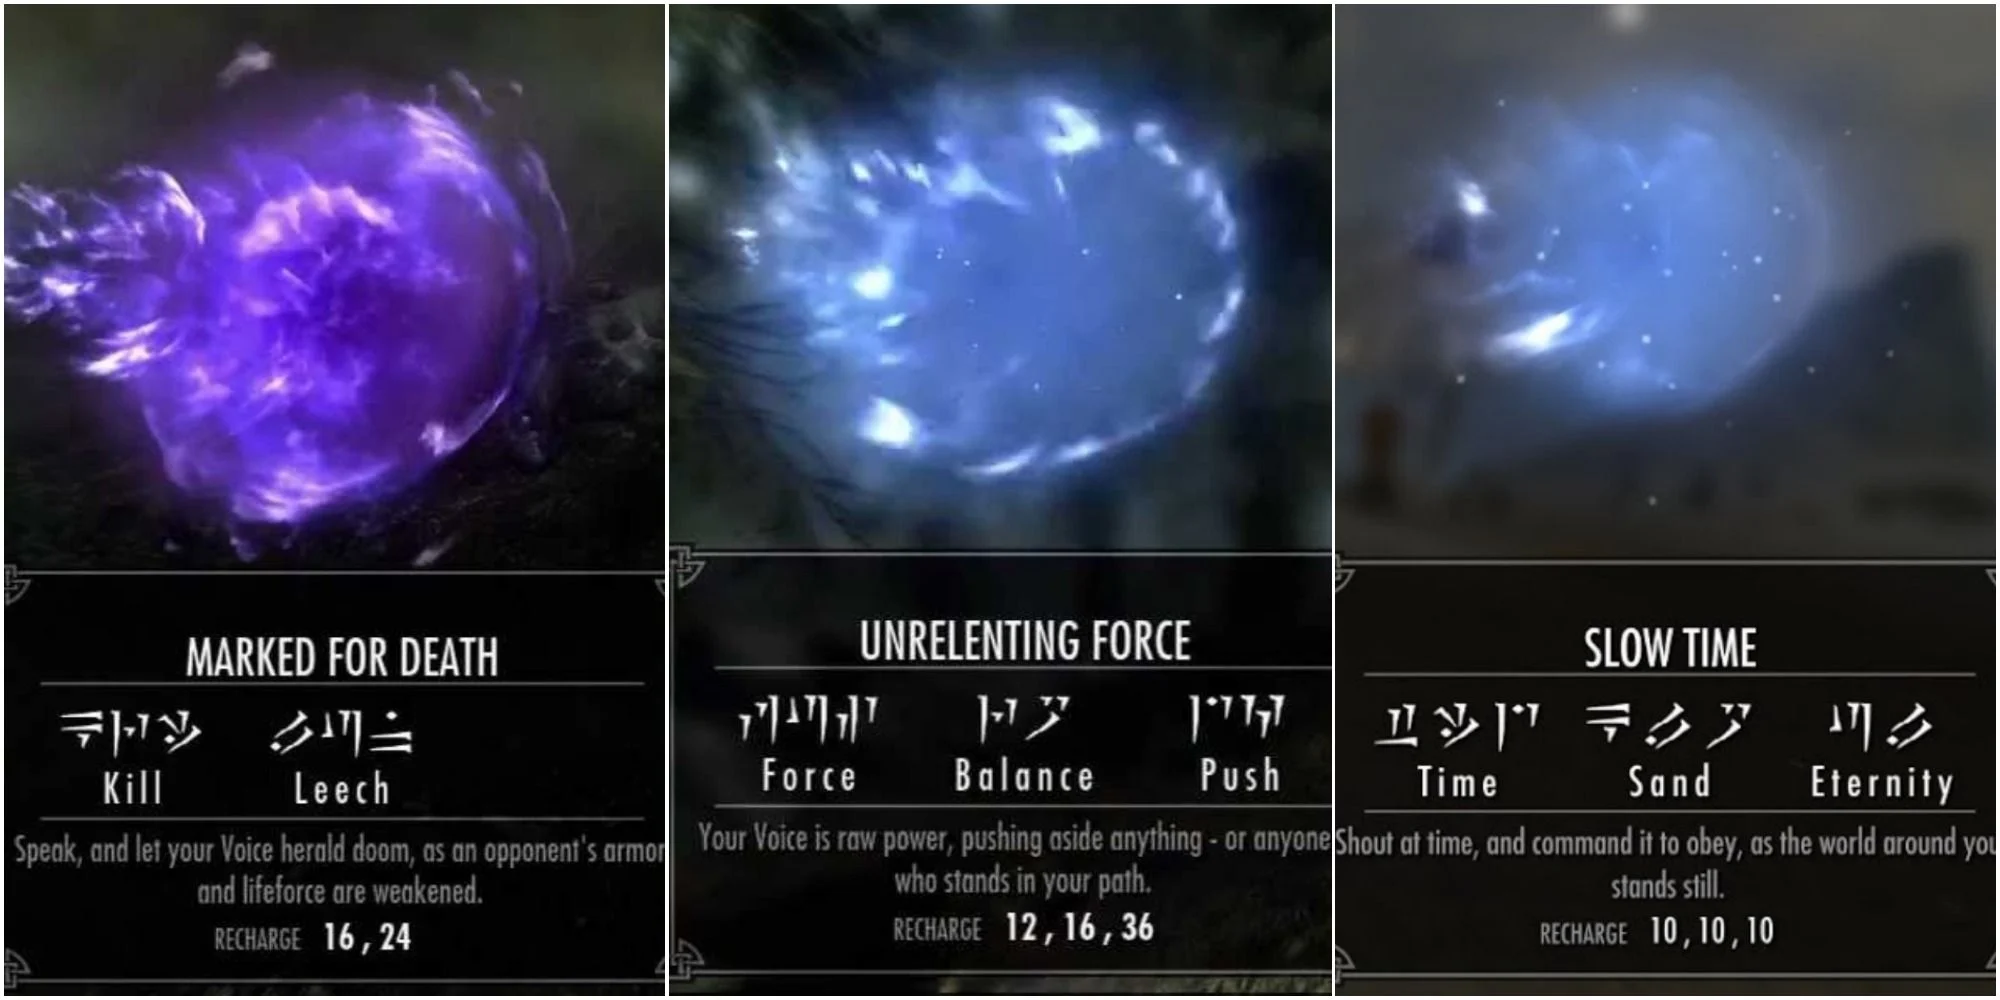 MARKED FOR DEATH
Kill Leech
Speak, and let your Voice herald doom, as an opponent's armor
and lifeforce are weakened.
RECHARGE 16, 24
UNRELENTING FORCE
Force Balance Push
Your Voice is raw power, pushing aside anything - or anyone
who stands in your path.
RECHARGE 12, 16, 36
SLOW TIME
Time Sand Eternity
Shout at time, and command it to obey, as the world around you
stands still.
RECHARGE 10, 10, 10